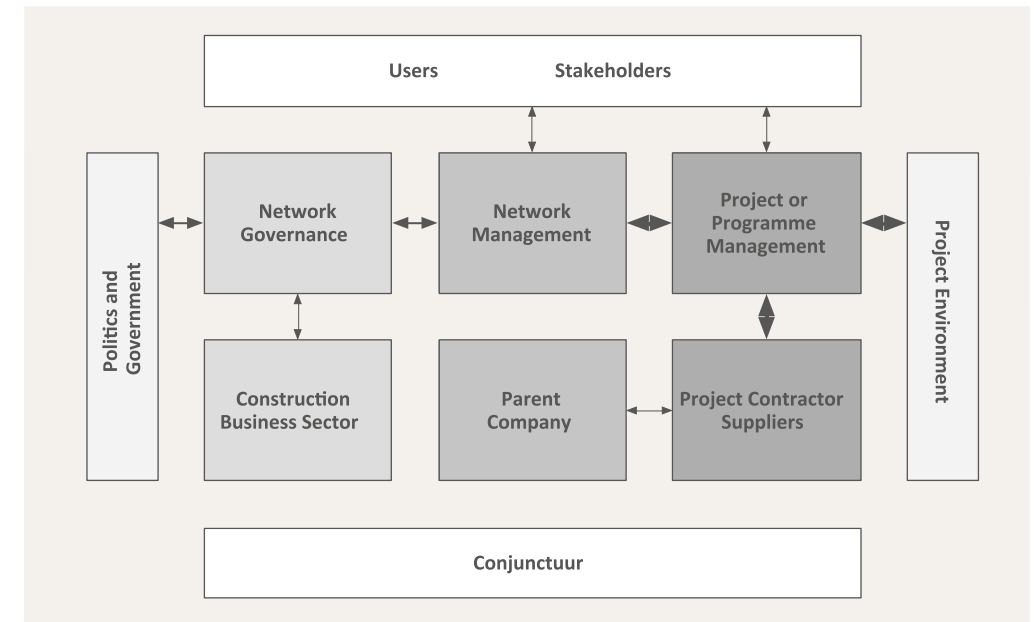 Users Stakeholders
Politics and
Government
Network
Governance
Network
Management
Project or
Programme
Management
Project Environment
Construction
Business Sector
Parent
Company
Project Contractor
Suppliers
Conjunctuur